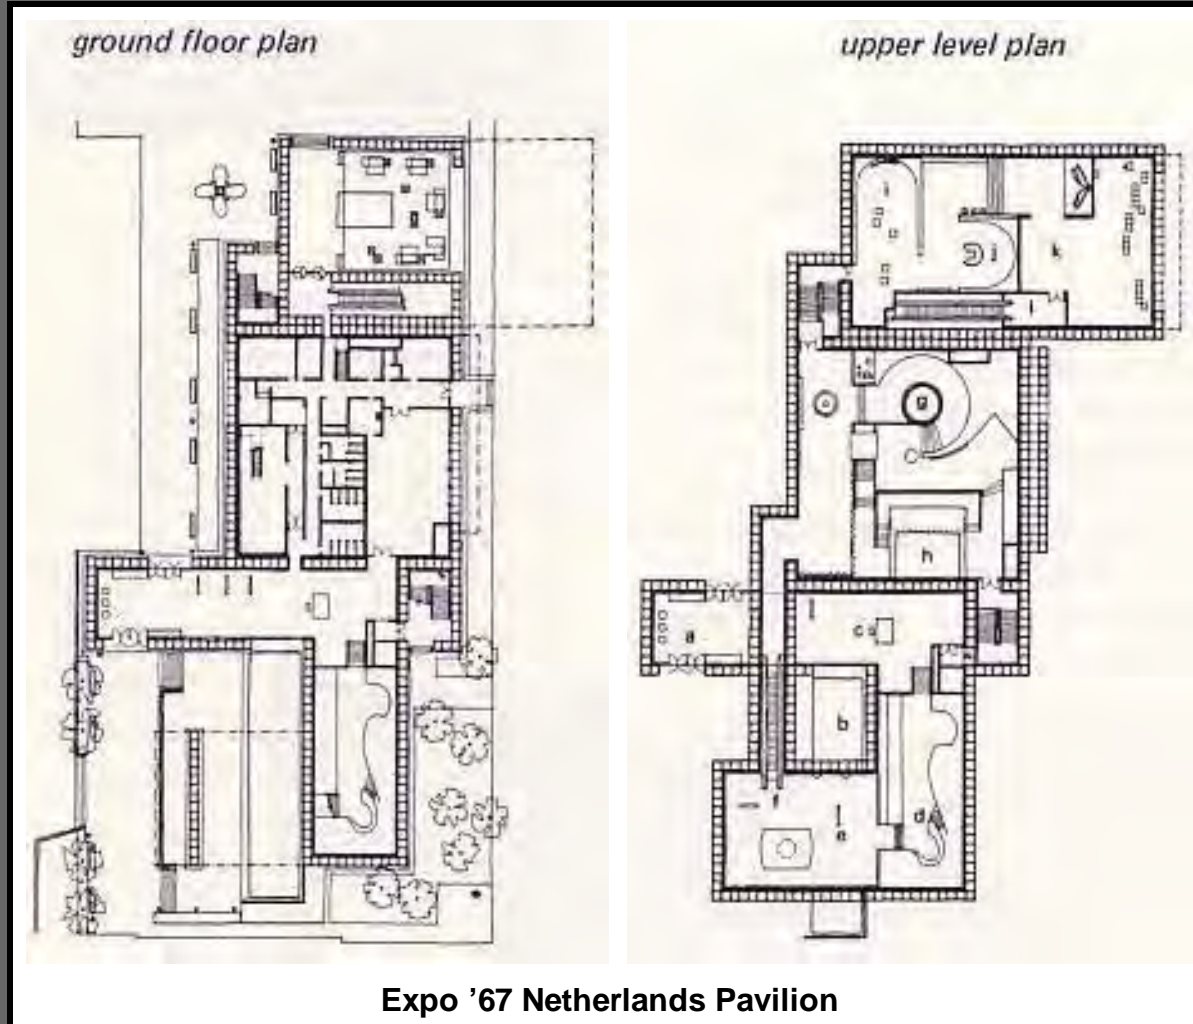 ground floor plan
upper level plan
j
j
k
l
g
h
a
c
b
f
e
d
Expo ’67 Netherlands Pavilion